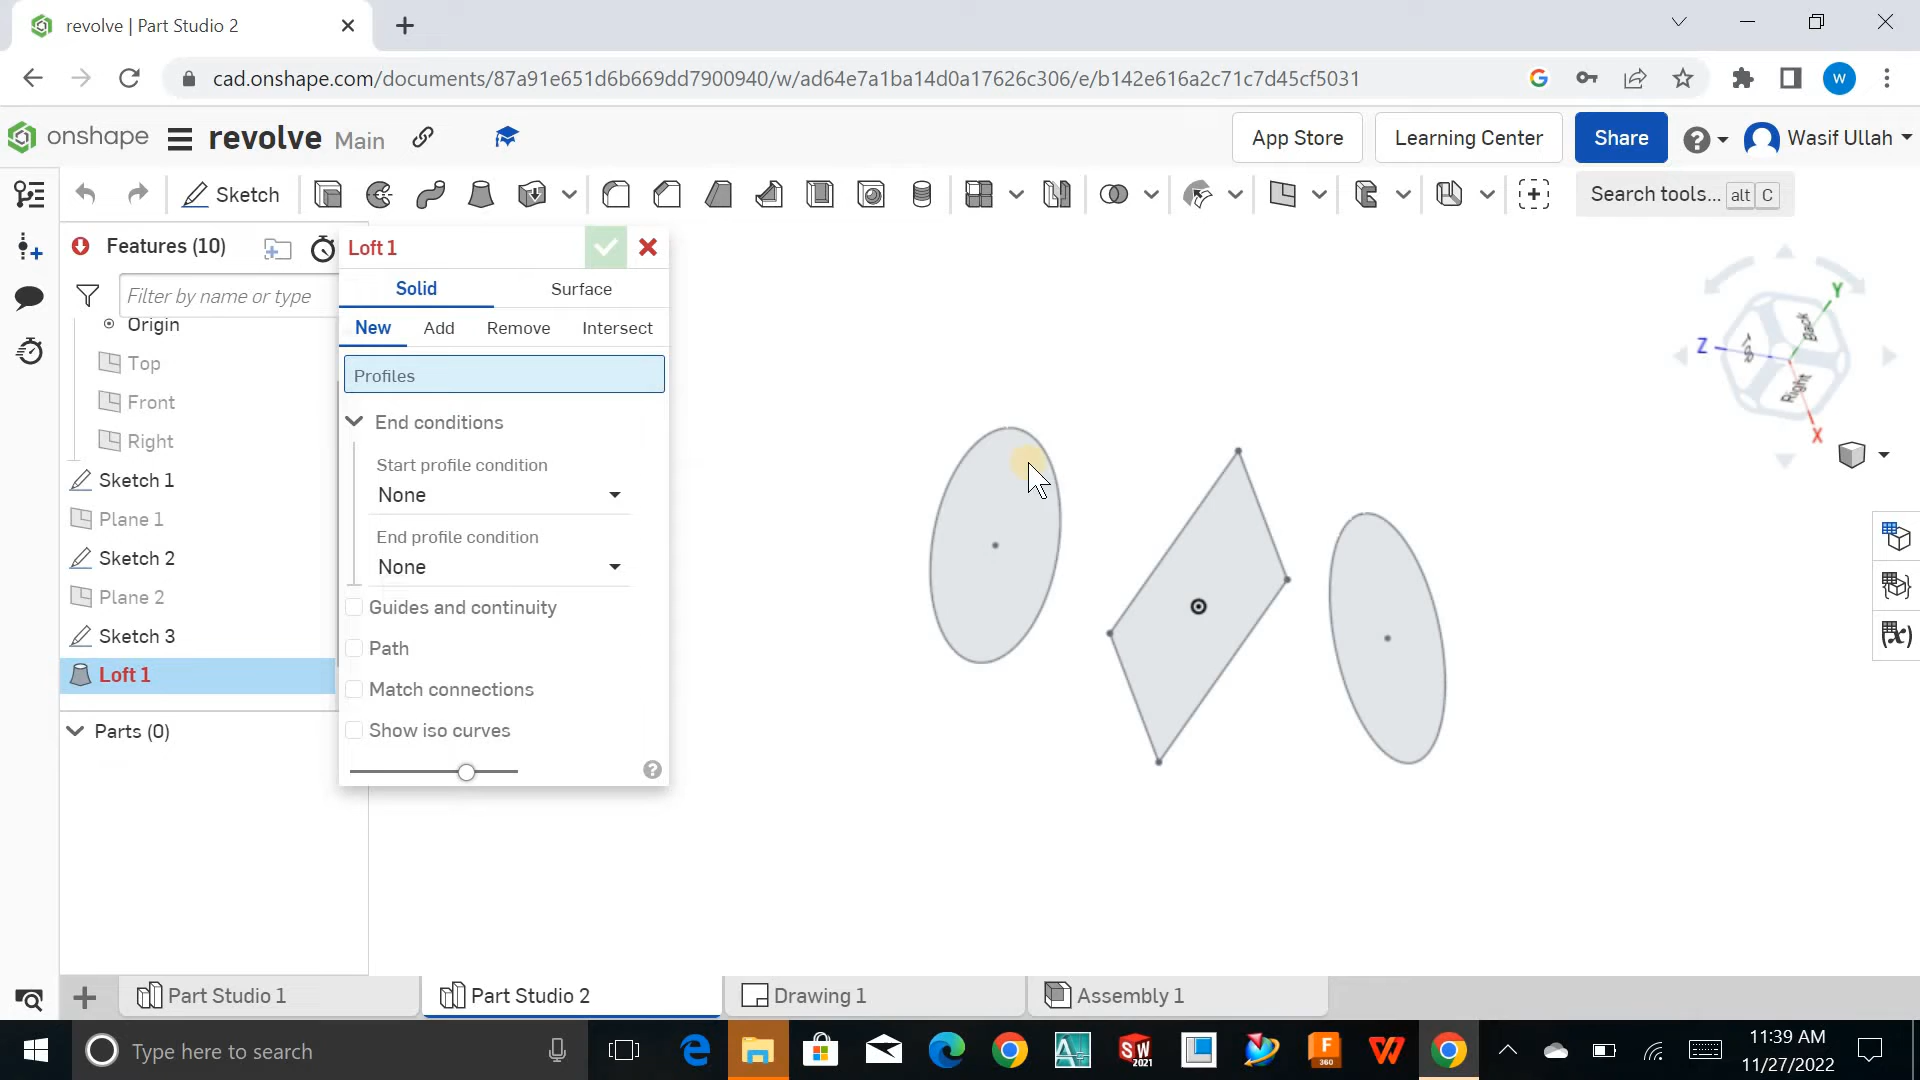 revolve | Part Studio 2
cad.onshape.com/documents/87a91e651d6b669dd7900940/w/ad64e7a1ba14d0a17626c306/e/b142e616a2c71c7d45cf5031
W
onshape revolve Main
App Store
Learning Center
Share
Wasif Ullah
Sketch
Search tools... alt C
Features (10)
Filter by name or type
Origin
Top
Front
Right
Sketch 1
Plane 1
Sketch 2
Plane 2
Sketch 3
Loft 1
Parts (0)
Loft 1
Solid
Surface
New
Add
Remove
Intersect
Profiles
End conditions
Start profile condition
None
End profile condition
None
Guides and continuity
Path
Match connections
Show iso curves
Y
Z
X
Back
Right
Part Studio 1
Part Studio 2
Drawing 1
Assembly 1
Type here to search
SW
2021
F
360
11:39 AM
11/27/2022